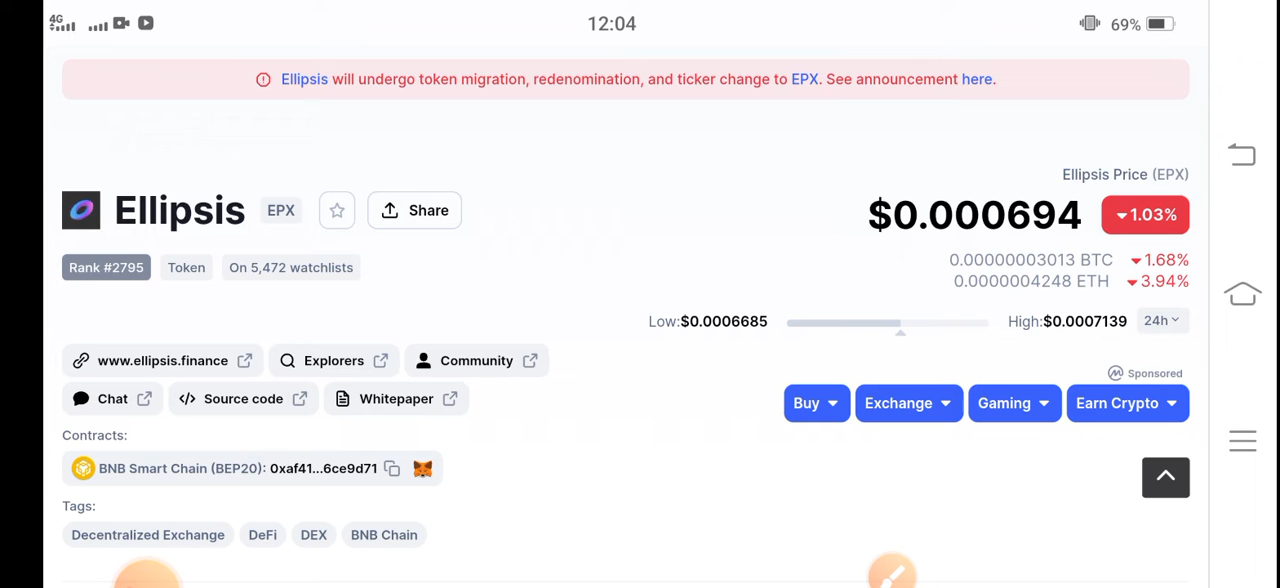 4G 12:04 69%
Ellipsis will undergo token migration, redenomination, and ticker change to EPX. See announcement here.
Ellipsis Price (EPX)
Ellipsis EPX Share $0.000694 1.03%
Rank #2795 Token On 5,472 watchlists 0.00000003013 BTC 1.68%
0.0000004248 ETH 3.94%
Low:$0.0006685 High:$0.0007139 24h
www.ellipsis.finance Explorers Community
Sponsored
Chat Source code Whitepaper Buy Exchange Gaming Earn Crypto
Contracts:
BNB Smart Chain (BEP20): 0xaf41...6ce9d71
Tags:
Decentralized Exchange DeFi DEX BNB Chain